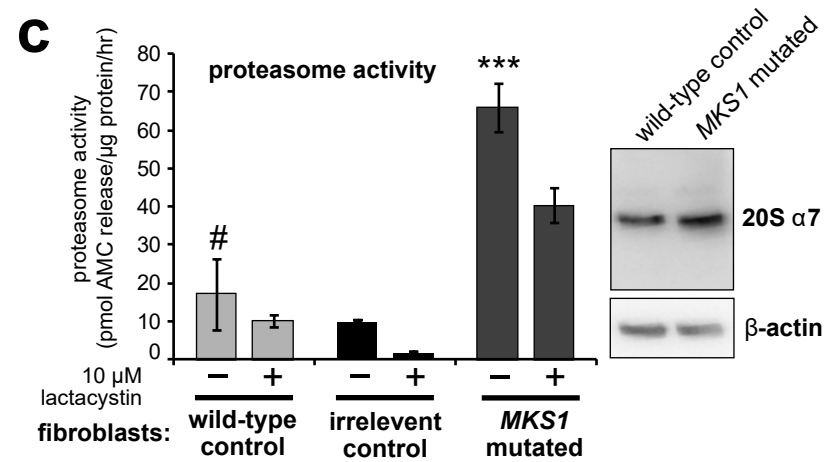 C
proteasome activity
proteasome activity
(pmol AMC release/µg protein/hr)
80
70
60
50
40
30
20
10
0
#
***
10 µM
lactacystin
− + − + − +
fibroblasts:
wild-type
control
irrelevent
control
MKS1
mutated
wild-type control
MKS1 mutated
20S α7
β-actin